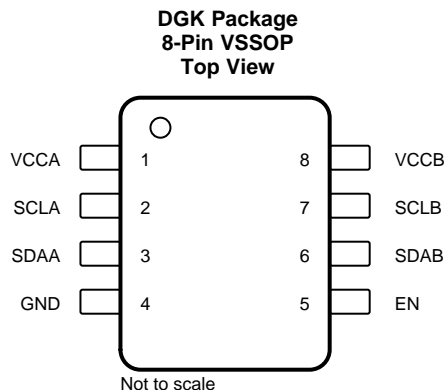 DGK Package
8-Pin VSSOP
Top View
VCCA 1 8 VCCB
SCLA 2 7 SCLB
SDAA 3 6 SDAB
GND 4 5 EN
Not to scale